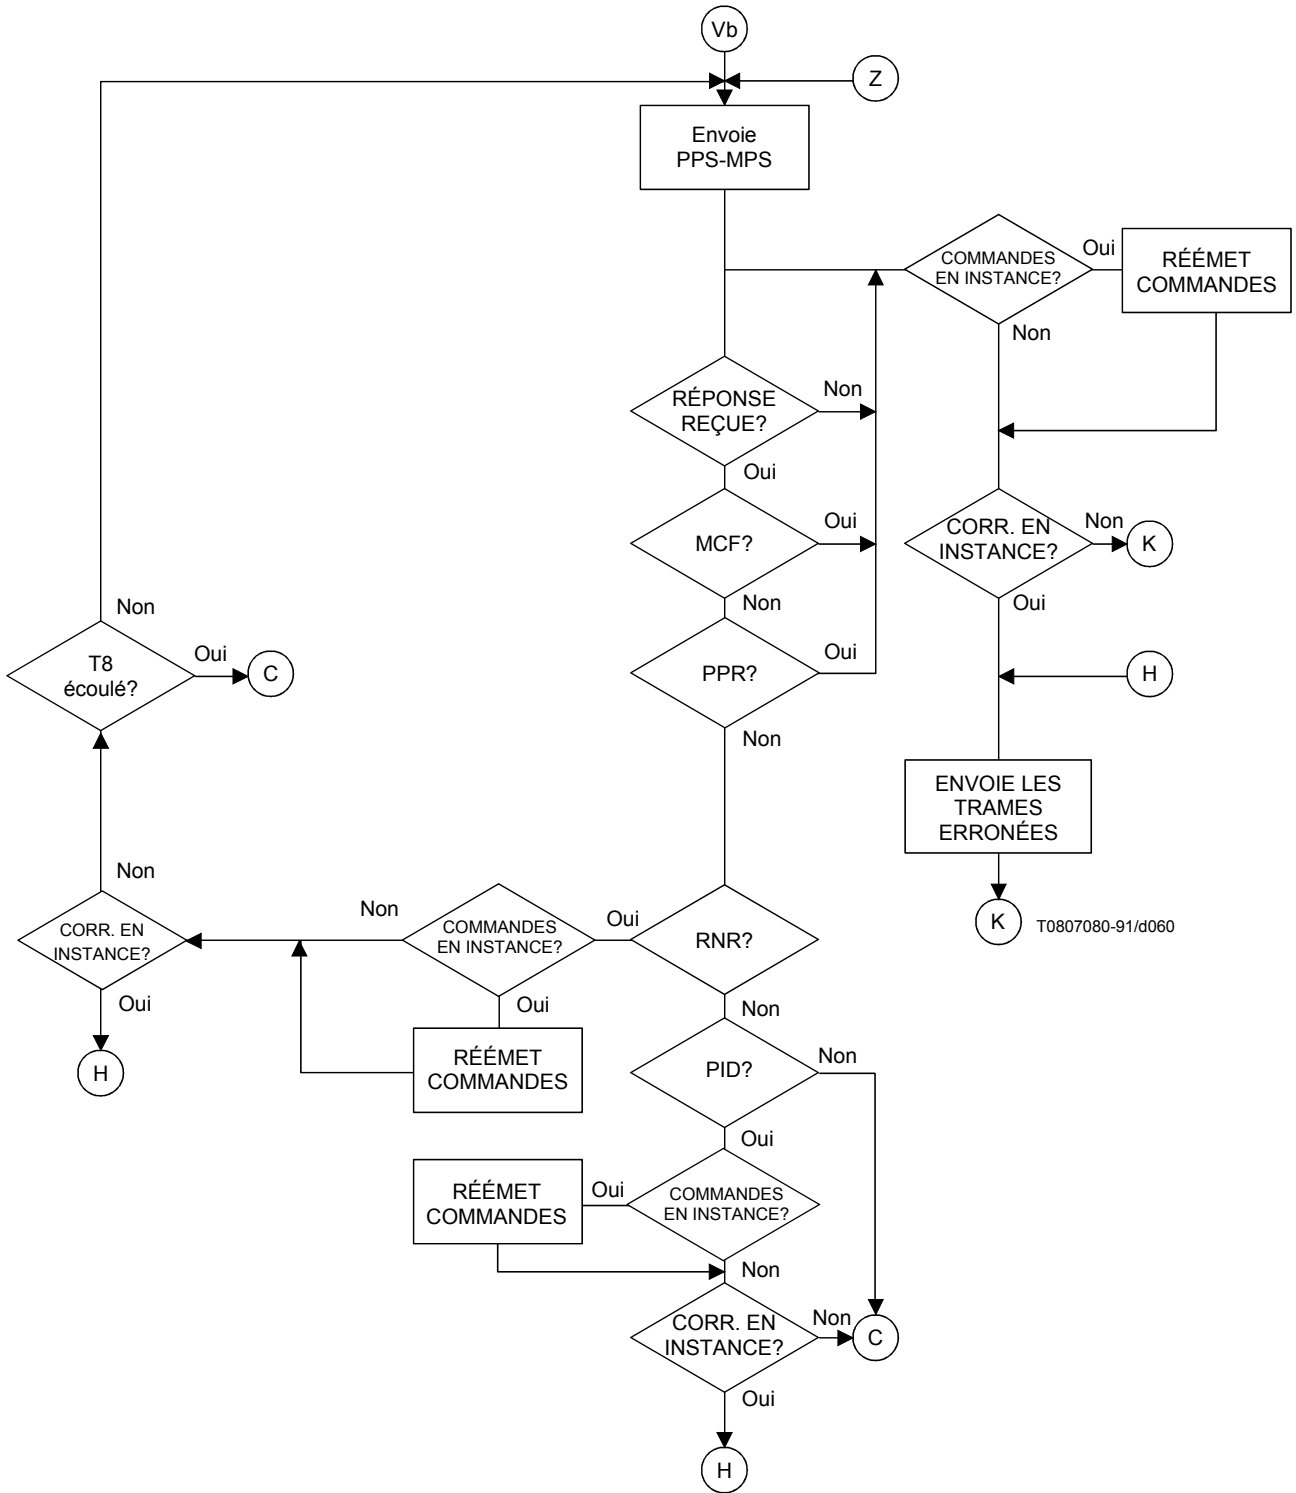 Vb
Z
Envoie
PPS-MPS
COMMANDES
EN INSTANCE?
Oui
RÉÉMET
COMMANDES
Non
RÉPONSE
REÇUE?
Non
Oui
MCF?
Oui
Non
CORR. EN
INSTANCE?
Non
K
Oui
PPR?
Oui
Non
H
Non
T8
écoulé?
Oui
C
ENVOIE LES
TRAMES
ERRONÉES
K
T0807080-91/d060
Non
CORR. EN
INSTANCE?
Oui
H
Non
COMMANDES
EN INSTANCE?
Oui
RNR?
Oui
Non
RÉÉMET
COMMANDES
PID?
Non
Oui
RÉÉMET
COMMANDES
Oui
COMMANDES
EN INSTANCE?
Non
CORR. EN
INSTANCE?
Non
C
Oui
H